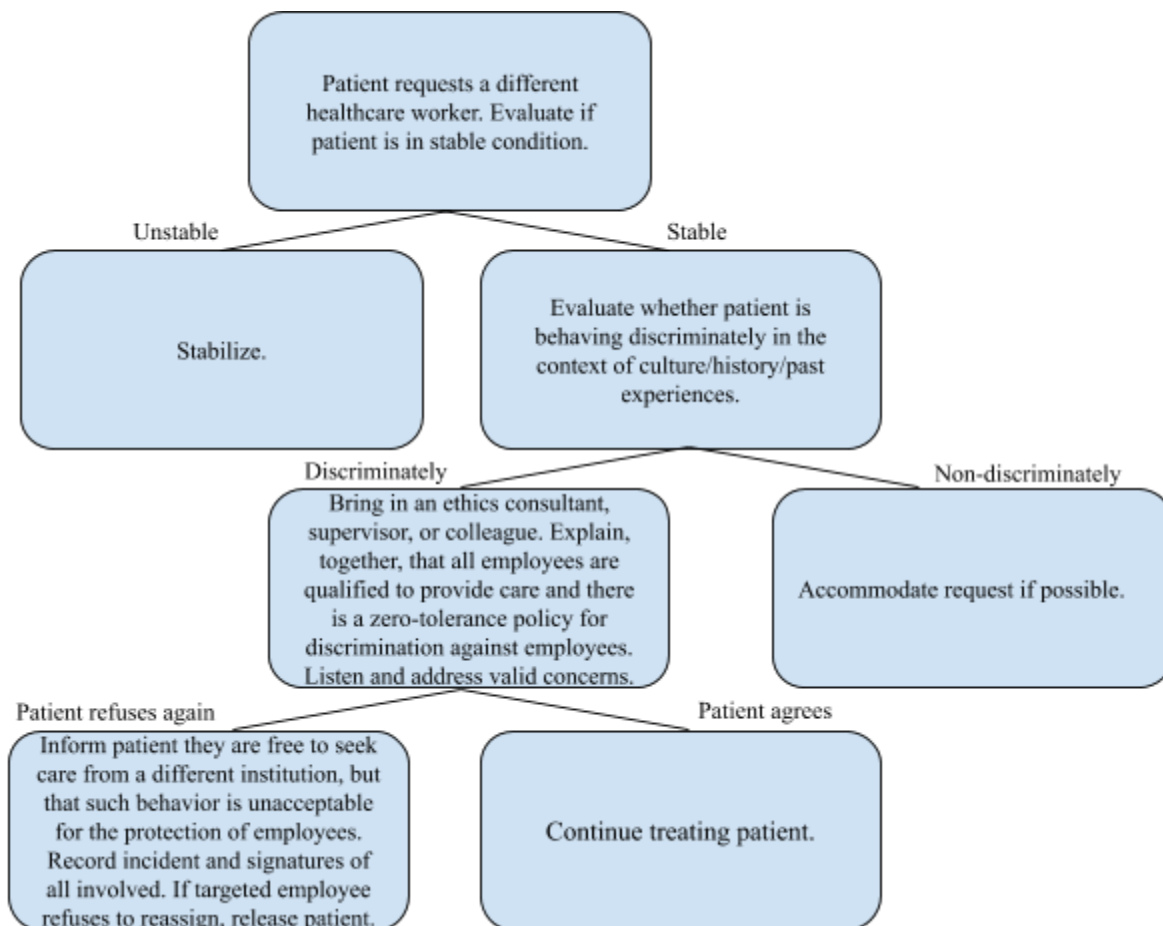 Patient requests a different
healthcare worker. Evaluate if
patient is in stable condition.
Unstable
Stable
Stabilize.
Evaluate whether patient is
behaving discriminately in the
context of culture/history/past
experiences.
Discriminately
Non-discriminately
Bring in an ethics consultant,
supervisor, or colleague. Explain,
together, that all employees are
qualified to provide care and there
is a zero-tolerance policy for
discrimination against employees.
Listen and address valid concerns.
Accommodate request if possible.
Patient refuses again
Patient agrees
Inform patient they are free to seek
care from a different institution, but
that such behavior is unacceptable
for the protection of employees.
Record incident and signatures of
all involved. If targeted employee
refuses to reassign, release patient.
Continue treating patient.